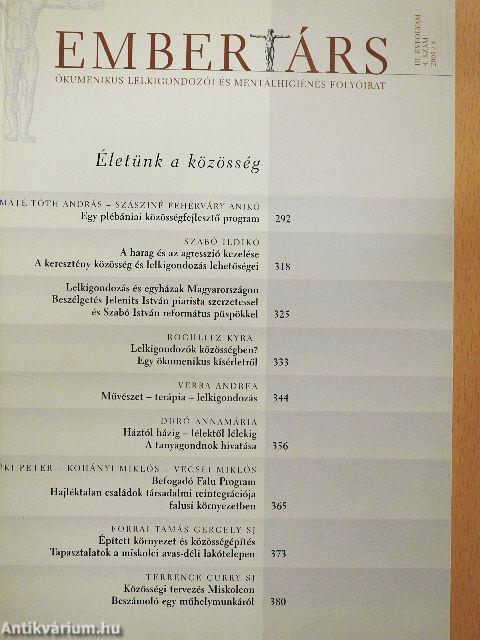 EMBERTÁRS
ÖKUMENIKUS LELKIGONDOZÓI ÉS MENTÁLHIGIÉNÉS FOLYÓIRAT
III. ÉVFOLYAM
4. SZÁM
2005 / 4
Életünk a közösség
MÁTÉ-TÓTH ANDRÁS – SZÁSZINÉ FEHÉRVÁRY ANIKÓ
Egy plébániai közösségfejlesztő program 292
SZABÓ ILDIKÓ
A harag és az agresszió kezelése
A keresztény közösség és lelkigondozás lehetőségei 318
Lelkigondozás és egyházak Magyarországon
Beszélgetés Jelenits István piarista szerzetessel
és Szabó István református püspökkel 325
ROCHLITZ KYRA
Lelkigondozók közösségben?
Egy ökumenikus kísérletről 333
VERBA ANDREA
Művészet – terápia – lelkigondozás 344
DURÓ ANNAMÁRIA
Háztól házig – lélektől lélekig
A tanyagondnok hivatása 356
PÉTER – KOHÁNYI MIKLÓS – VECSEI MIKLÓS
Befogadó Falu Program
Hajléktalan családok társadalmi reintegrációja
falusi környezetben 365
FORRAI TAMÁS GERGELY SJ
Épített környezet és közösségépítés
Tapasztalatok a miskolci avas-déli lakótelepen 373
TERRENCE CURRY SJ
Közösségi tervezés Miskolcon
Beszámoló egy műhelymunkáról 380
Antikvárium.hu